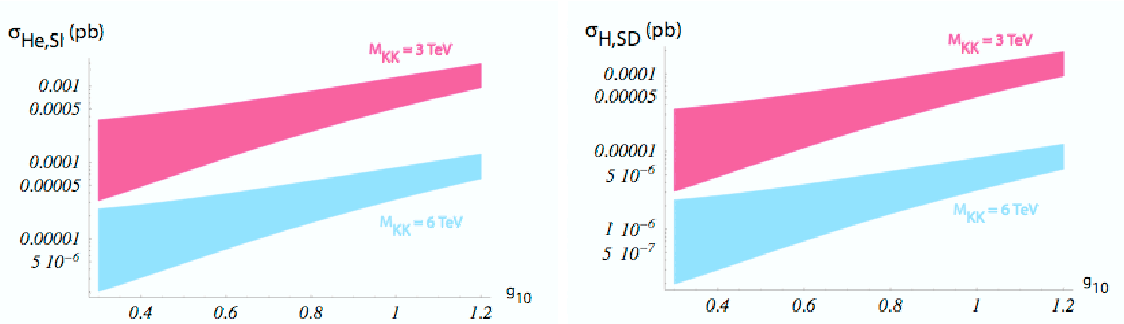 σHe,SI (pb)
MKK = 3 TeV
0.001
0.0005
0.0001
0.00005
0.00001
5 10⁻⁶
MKK = 6 TeV
g10
0.4 0.6 0.8 1 1.2
σH,SD (pb)
MKK = 3 TeV
0.0001
0.00005
0.00001
5 10⁻⁶
1 10⁻⁶
5 10⁻⁷
MKK = 6 TeV
g10
0.4 0.6 0.8 1 1.2